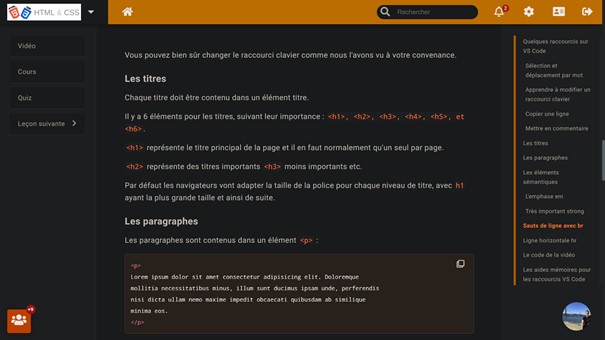 HTML & CSS
Rechercher
2
Vidéo
Cours
Quiz
Leçon suivante
Vous pouvez bien sûr changer le raccourci clavier comme nous l'avons vu à votre convenance.
Les titres
Chaque titre doit être contenu dans un élément titre.
Il y a 6 éléments pour les titres, suivant leur importance : <h1>, <h2>, <h3>, <h4>, <h5>, et
<h6>.
<h1> représente le titre principal de la page et il en faut normalement qu'un seul par page.
<h2> représente des titres importants <h3> moins importants etc.
Par défaut les navigateurs vont adapter la taille de la police pour chaque niveau de titre, avec h1
ayant la plus grande taille et ainsi de suite.
Les paragraphes
Les paragraphes sont contenus dans un élément <p> :
<p>
Lorem ipsum dolor sit amet consectetur adipisicing elit. Doloremque
mollitia necessitatibus minus, illum sunt ducimus ipsam unde, perferendis
nisi dicta ullam nemo maxime impedit obcaecati quibusdam ab similique
minima eos.
</p>
Quelques raccourcis sur
VS Code
Sélection et
déplacement par mot
Apprendre à modifier un
raccourci clavier
Copier une ligne
Mettre en commentaire
Les titres
Les paragraphes
Les éléments
sémantiques
L'emphase em
Très important strong
Sauts de ligne avec br
Ligne horizontale hr
Le code de la vidéo
Les aides mémoires pour
les raccourcis VS Code
+9